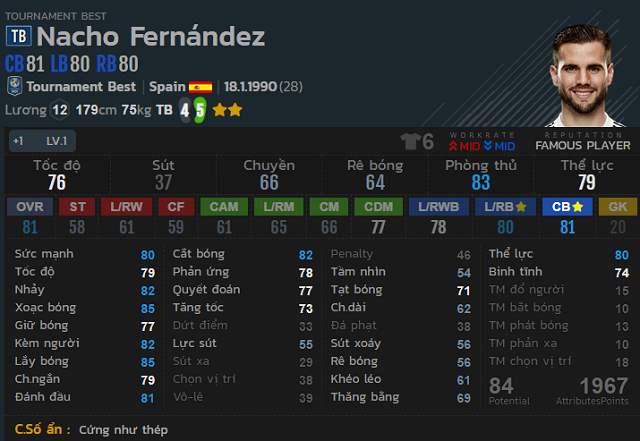 TOURNAMENT BEST
TB Nacho Fernández
CB 81 LB 80 RB 80
Tournament Best Spain 18.1.1990 (28)
Lương 12 179cm 75kg TB 4 5
+1 LV.1
6 WORKRATE MID MID REPUTATION FAMOUS PLAYER
Tốc độ Sút Chuyền Rê bóng Phòng thủ Thể lực
76 37 66 64 83 79
OVR ST L/RW CF CAM L/RM CM CDM L/RWB L/RB CB GK
81 58 61 59 61 65 66 77 78 80 81 20
Sức mạnh 80 Cắt bóng 82 Penalty 46 Thể lực 80
Tốc độ 79 Phản ứng 78 Tầm nhìn 54 Bình tĩnh 74
Nhảy 82 Quyết đoán 77 Tạt bóng 71 TM đổ người 15
Xoạc bóng 85 Tăng tốc 73 Ch.dài 62 TM bắt bóng 10
Giữ bóng 77 Dứt điểm 33 Đá phạt 38 TM phát bóng 13
Kèm người 82 Lực sút 55 Sút xoáy 56 TM phản xạ 10
Lấy bóng 85 Sút xa 29 Rê bóng 56 TM chọn vị trí 18
Ch.ngắn 79 Chọn vị trí 38 Khéo léo 61 84 1967
Đánh đầu 81 Vô-lê 39 Thăng bằng 69 Potential AttributesPoints
C.Số ẩn : Cứng như thép